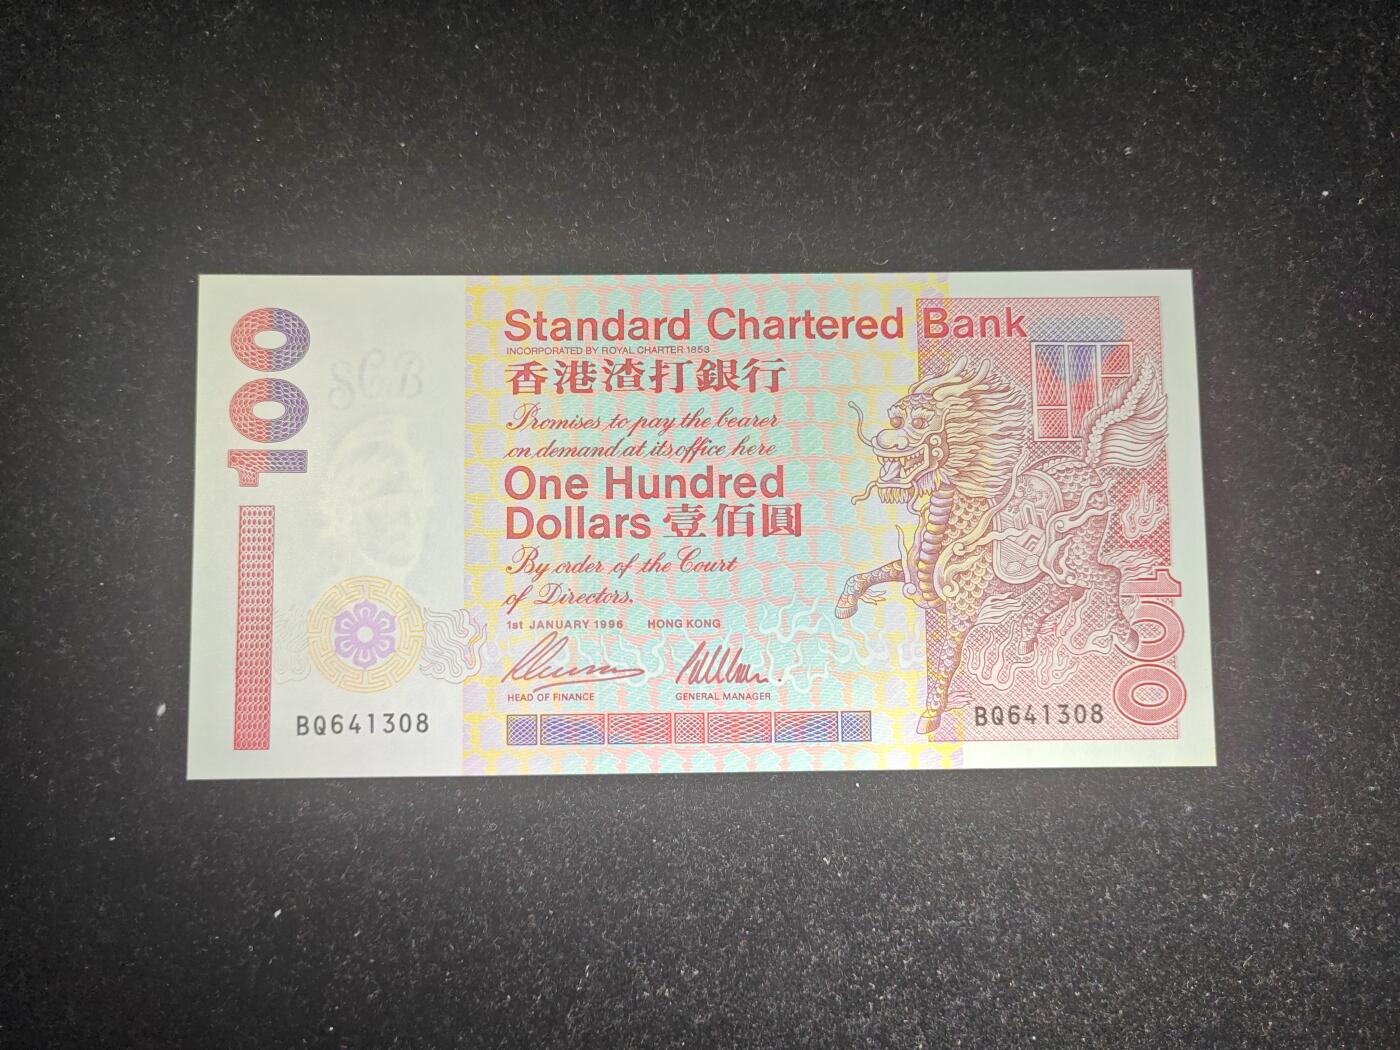 100
SCB
Standard Chartered Bank
INCORPORATED BY ROYAL CHARTER 1853
香港渣打銀行
Promises to pay the bearer
on demand at its office here
One Hundred
Dollars 壹佰圓
By order of the Court
of Directors.
1st JANUARY 1996 HONG KONG
HEAD OF FINANCE GENERAL MANAGER
BQ641308
BQ641308
100